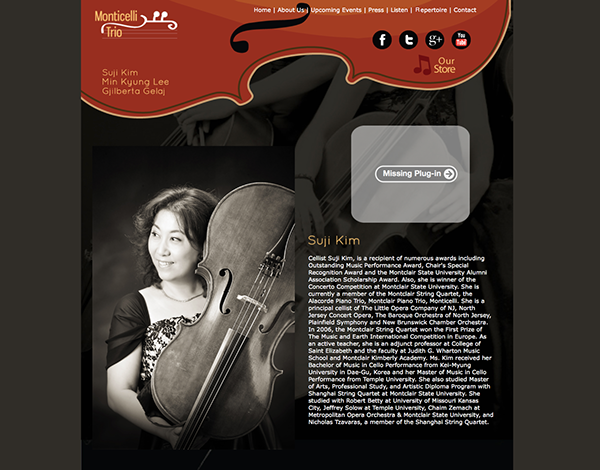 Monticelli
Trio
Home | About Us | Upcoming Events | Press | Listen | Repertoire | Contact
f t g+ You Tube
Our
Store
Suji Kim
Min Kyung Lee
Gjilberta Gelaj
Missing Plug-in
Suji Kim
Cellist Suji Kim, is a recipient of numerous awards including
Outstanding Music Performance Award, Chair's Special
Recognition Award and the Montclair State University Alumni
Association Scholarship Award. Also, she is winner of the
Concerto Competition at Montclair State University. She is
currently a member of the Montclair String Quartet, the
Alacorde Piano Trio, Montclair Piano Trio, Monticelli. She is a
principal cellist of The Little Opera Company of NJ, North
Jersey Concert Opera, The Baroque Orchestra of North Jersey,
Plainfield Symphony and New Brunswick Chamber Orchestra.
In 2006, the Montclair String Quartet won the First Prize of
The Music and Earth International Competition in Europe. As
an active teacher, she is an adjunct professor at College of
Saint Elizabeth and the faculty at Judith G. Wharton Music
School and Montclair Kimberly Academy. Ms. Kim received her
Bachelor of Music in Cello Performance from Kei-Myung
University in Dae-Gu, Korea and her Master of Music in Cello
Performance from Temple University. She also studied Master
of Arts, Professional Study, and Artistic Diploma Program with
Shanghai String Quartet at Montclair State University. She
studied with Robert Betty at University of Missouri Kansas
City, Jeffrey Solow at Temple University, Chaim Zemach at
Metropolitan Opera Orchestra & Montclair State University, and
Nicholas Tzavaras, a member of the Shanghai String Quartet.